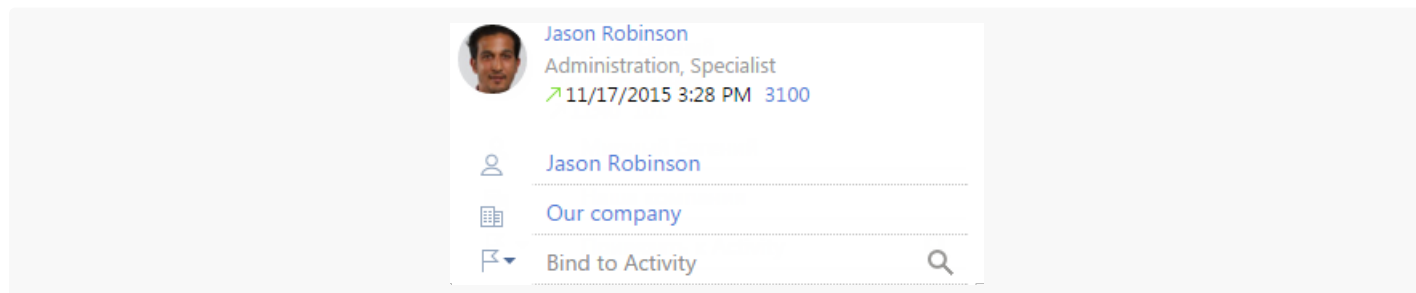 Jason Robinson
Administration, Specialist
11/17/2015 3:28 PM 3100
Jason Robinson
Our company
Bind to Activity